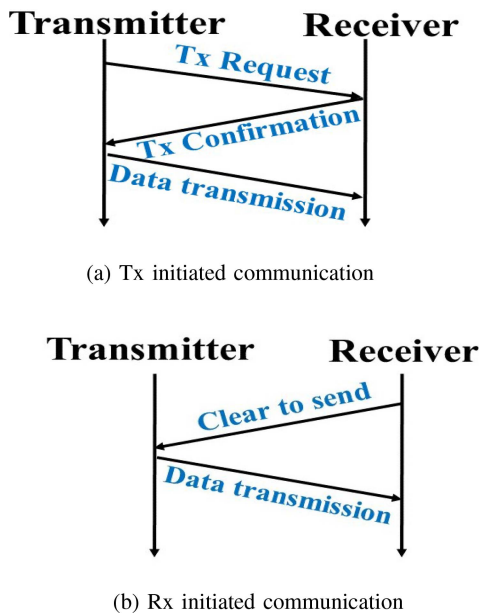 Transmitter Receiver
Tx Request
Tx Confirmation
Data transmission
(a) Tx initiated communication
Transmitter Receiver
Clear to send
Data transmission
(b) Rx initiated communication